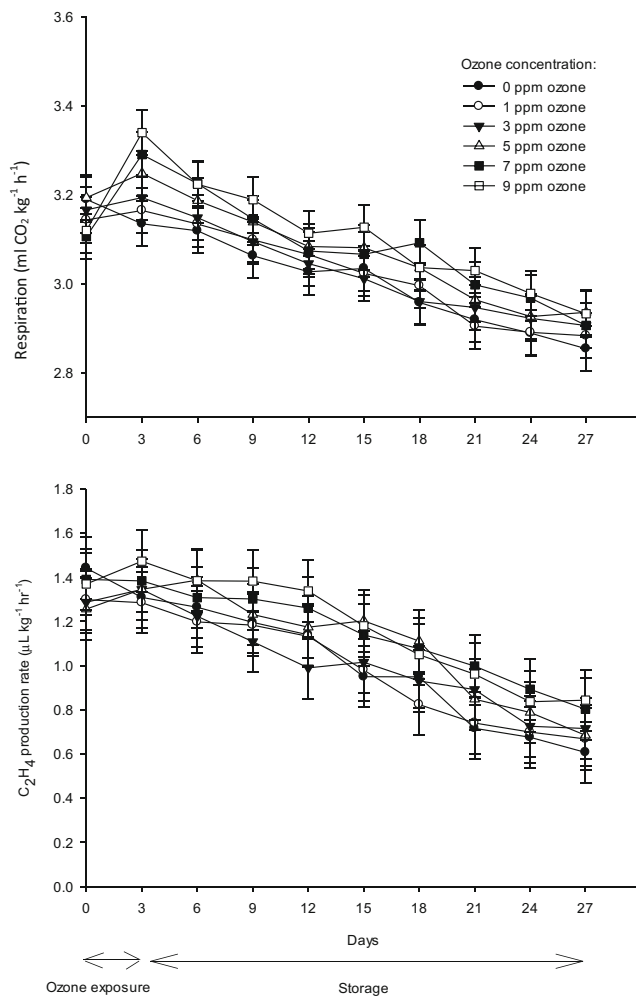 3.6
3.4
3.2
3.0
2.8
Respiration (ml CO₂ kg⁻¹ h⁻¹)
Ozone concentration:
0 ppm ozone
1 ppm ozone
3 ppm ozone
5 ppm ozone
7 ppm ozone
9 ppm ozone
0 3 6 9 12 15 18 21 24 27
1.8
1.6
1.4
1.2
1.0
0.8
0.6
0.4
0.2
0.0
C₂H₄ production rate (µL kg⁻¹ hr⁻¹)
0 3 6 9 12 15 18 21 24 27
Days
Ozone exposure Storage